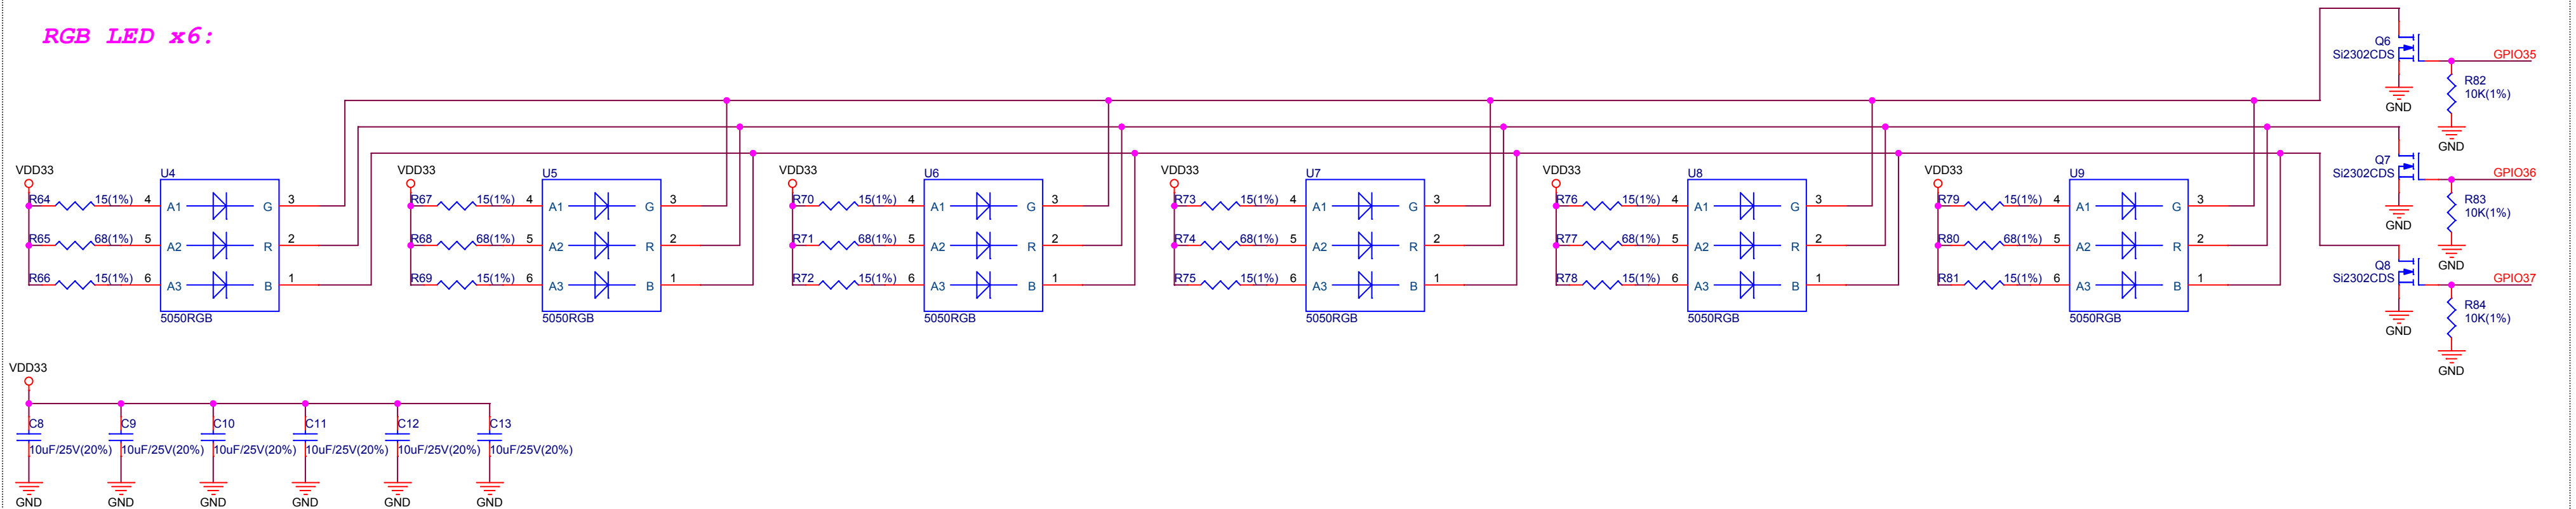 RGB LED x6:
Q6
Si2302CDS
GPIO35
R82
10K(1%)
GND
GND
VDD33
U4
R64 15(1%) 4 A1 G 3
R65 68(1%) 5 A2 R 2
R66 15(1%) 6 A3 B 1
5050RGB
VDD33
U5
R67 15(1%) 4 A1 G 3
R68 68(1%) 5 A2 R 2
R69 15(1%) 6 A3 B 1
5050RGB
VDD33
U6
R70 15(1%) 4 A1 G 3
R71 68(1%) 5 A2 R 2
R72 15(1%) 6 A3 B 1
5050RGB
VDD33
U7
R73 15(1%) 4 A1 G 3
R74 68(1%) 5 A2 R 2
R75 15(1%) 6 A3 B 1
5050RGB
VDD33
U8
R76 15(1%) 4 A1 G 3
R77 68(1%) 5 A2 R 2
R78 15(1%) 6 A3 B 1
5050RGB
VDD33
U9
R79 15(1%) 4 A1 G 3
R80 68(1%) 5 A2 R 2
R81 15(1%) 6 A3 B 1
5050RGB
Q7
Si2302CDS
GPIO36
R83
10K(1%)
GND
GND
Q8
Si2302CDS
GPIO37
R84
10K(1%)
GND
GND
VDD33
C8 C9 C10 C11 C12 C13
10uF/25V(20%) 10uF/25V(20%) 10uF/25V(20%) 10uF/25V(20%) 10uF/25V(20%) 10uF/25V(20%)
GND GND GND GND GND GND